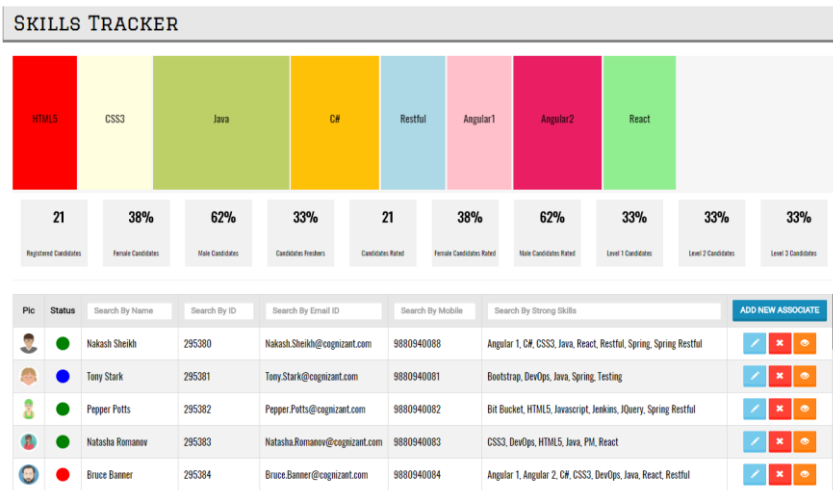 SKILLS TRACKER
HTML5 CSS3 Java C# Restful Angular1 Angular2 React
21 38% 62% 33% 21 38% 62% 33% 33% 33%
Registered Candidates Female Candidates Male Candidates Candidates Freshers Candidates Rated Female Candidates Rated Male Candidates Rated Level 1 Candidates Level 2 Candidates Level 3 Candidates
Pic Status Search By Name Search By ID Search By Email ID Search By Mobile Search By Strong Skills ADD NEW ASSOCIATE
Nakash Sheikh 295380 Nakash.Sheikh@cognizant.com 9880940088 Angular 1, C#, CSS3, Java, React, Restful, Spring, Spring Restful
Tony Stark 295381 Tony.Stark@cognizant.com 9880940081 Bootstrap, DevOps, Java, Spring, Testing
Pepper Potts 295382 Pepper.Potts@cognizant.com 9880940082 Bit Bucket, HTML5, Javascript, Jenkins, JQuery, Spring Restful
Natasha Romanov 295383 Natasha.Romanov@cognizant.com 9880940083 CSS3, DevOps, HTML5, Java, PM, React
Bruce Banner 295384 Bruce.Banner@cognizant.com 9880940084 Angular 1, Angular 2, C#, CSS3, DevOps, Java, React, Restful